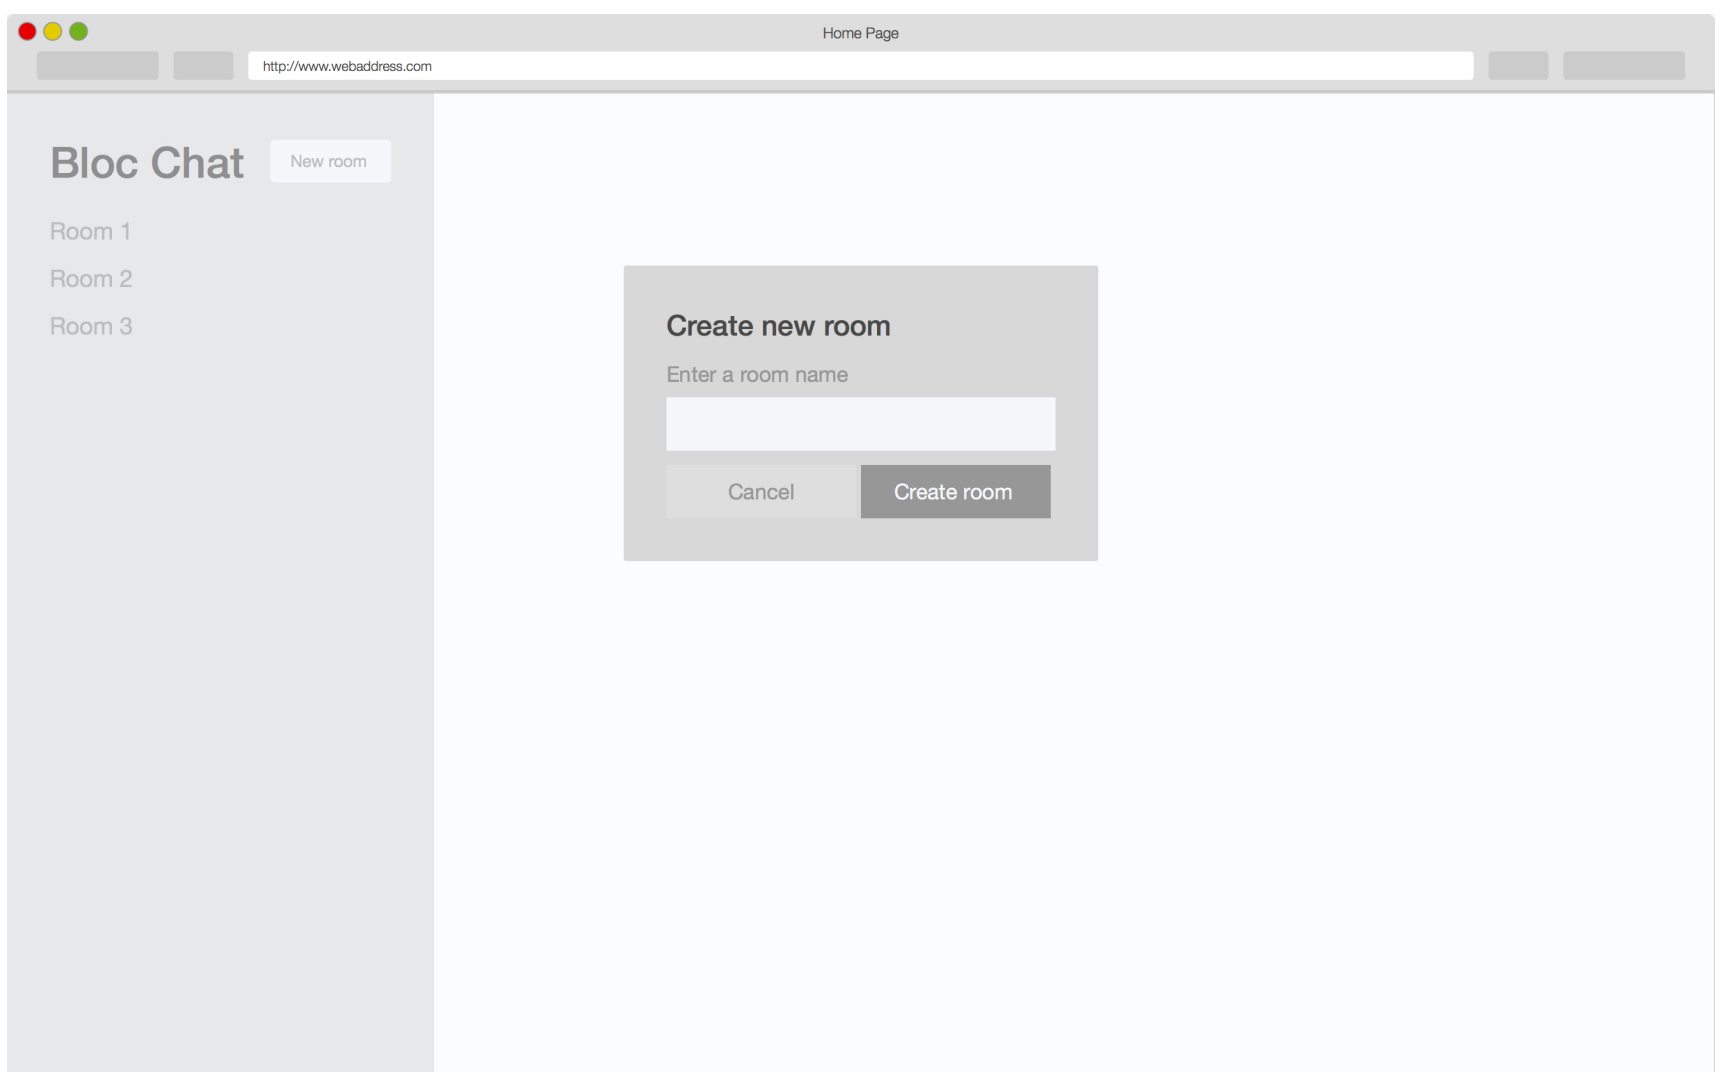 Home Page
http://www.webaddress.com
Bloc Chat
New room
Room 1
Room 2
Room 3
Create new room
Enter a room name
Cancel
Create room